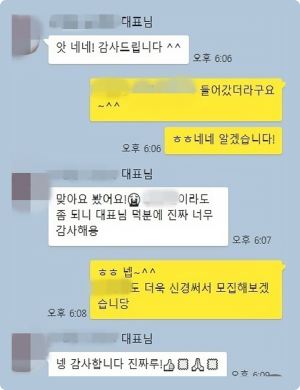 대표님
앗 네네! 감사드립니다 ^^
오후 6:06
들어갔더라구요
~^^
오후 6:06
ㅎㅎ네네 알겠습니다!
대표님
맞아요 봤어요!
이라도
좀 되니 대표님 덕분에 진짜 너무
감사해용
오후 6:07
ㅎㅎ 넵~^^
도 더욱 신경써서 모집해보겠
습니당
오후 6:08
대표님
넹 감사합니다 진짜루!
오후 6:09